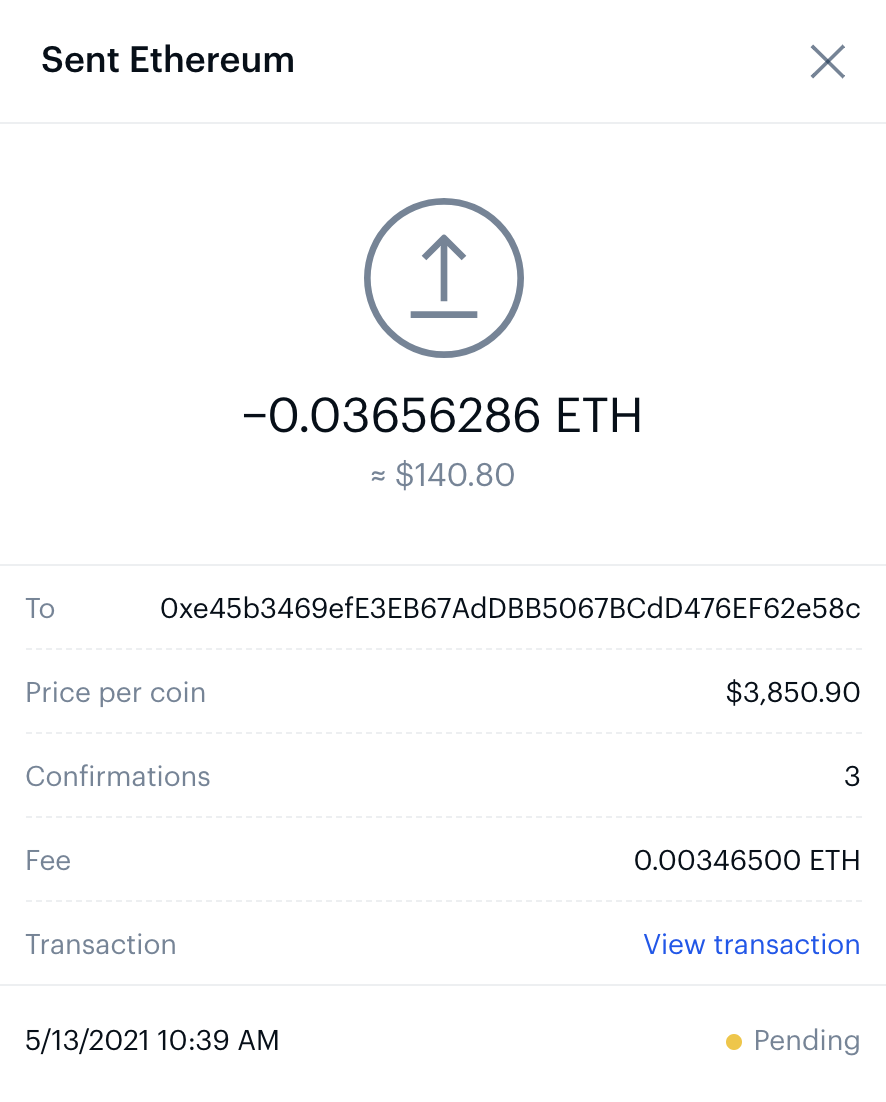 Sent Ethereum
−0.03656286 ETH
≈ $140.80
To 0xe45b3469efE3EB67AdDBB5067BCdD476EF62e58c
Price per coin $3,850.90
Confirmations 3
Fee 0.00346500 ETH
Transaction View transaction
5/13/2021 10:39 AM Pending